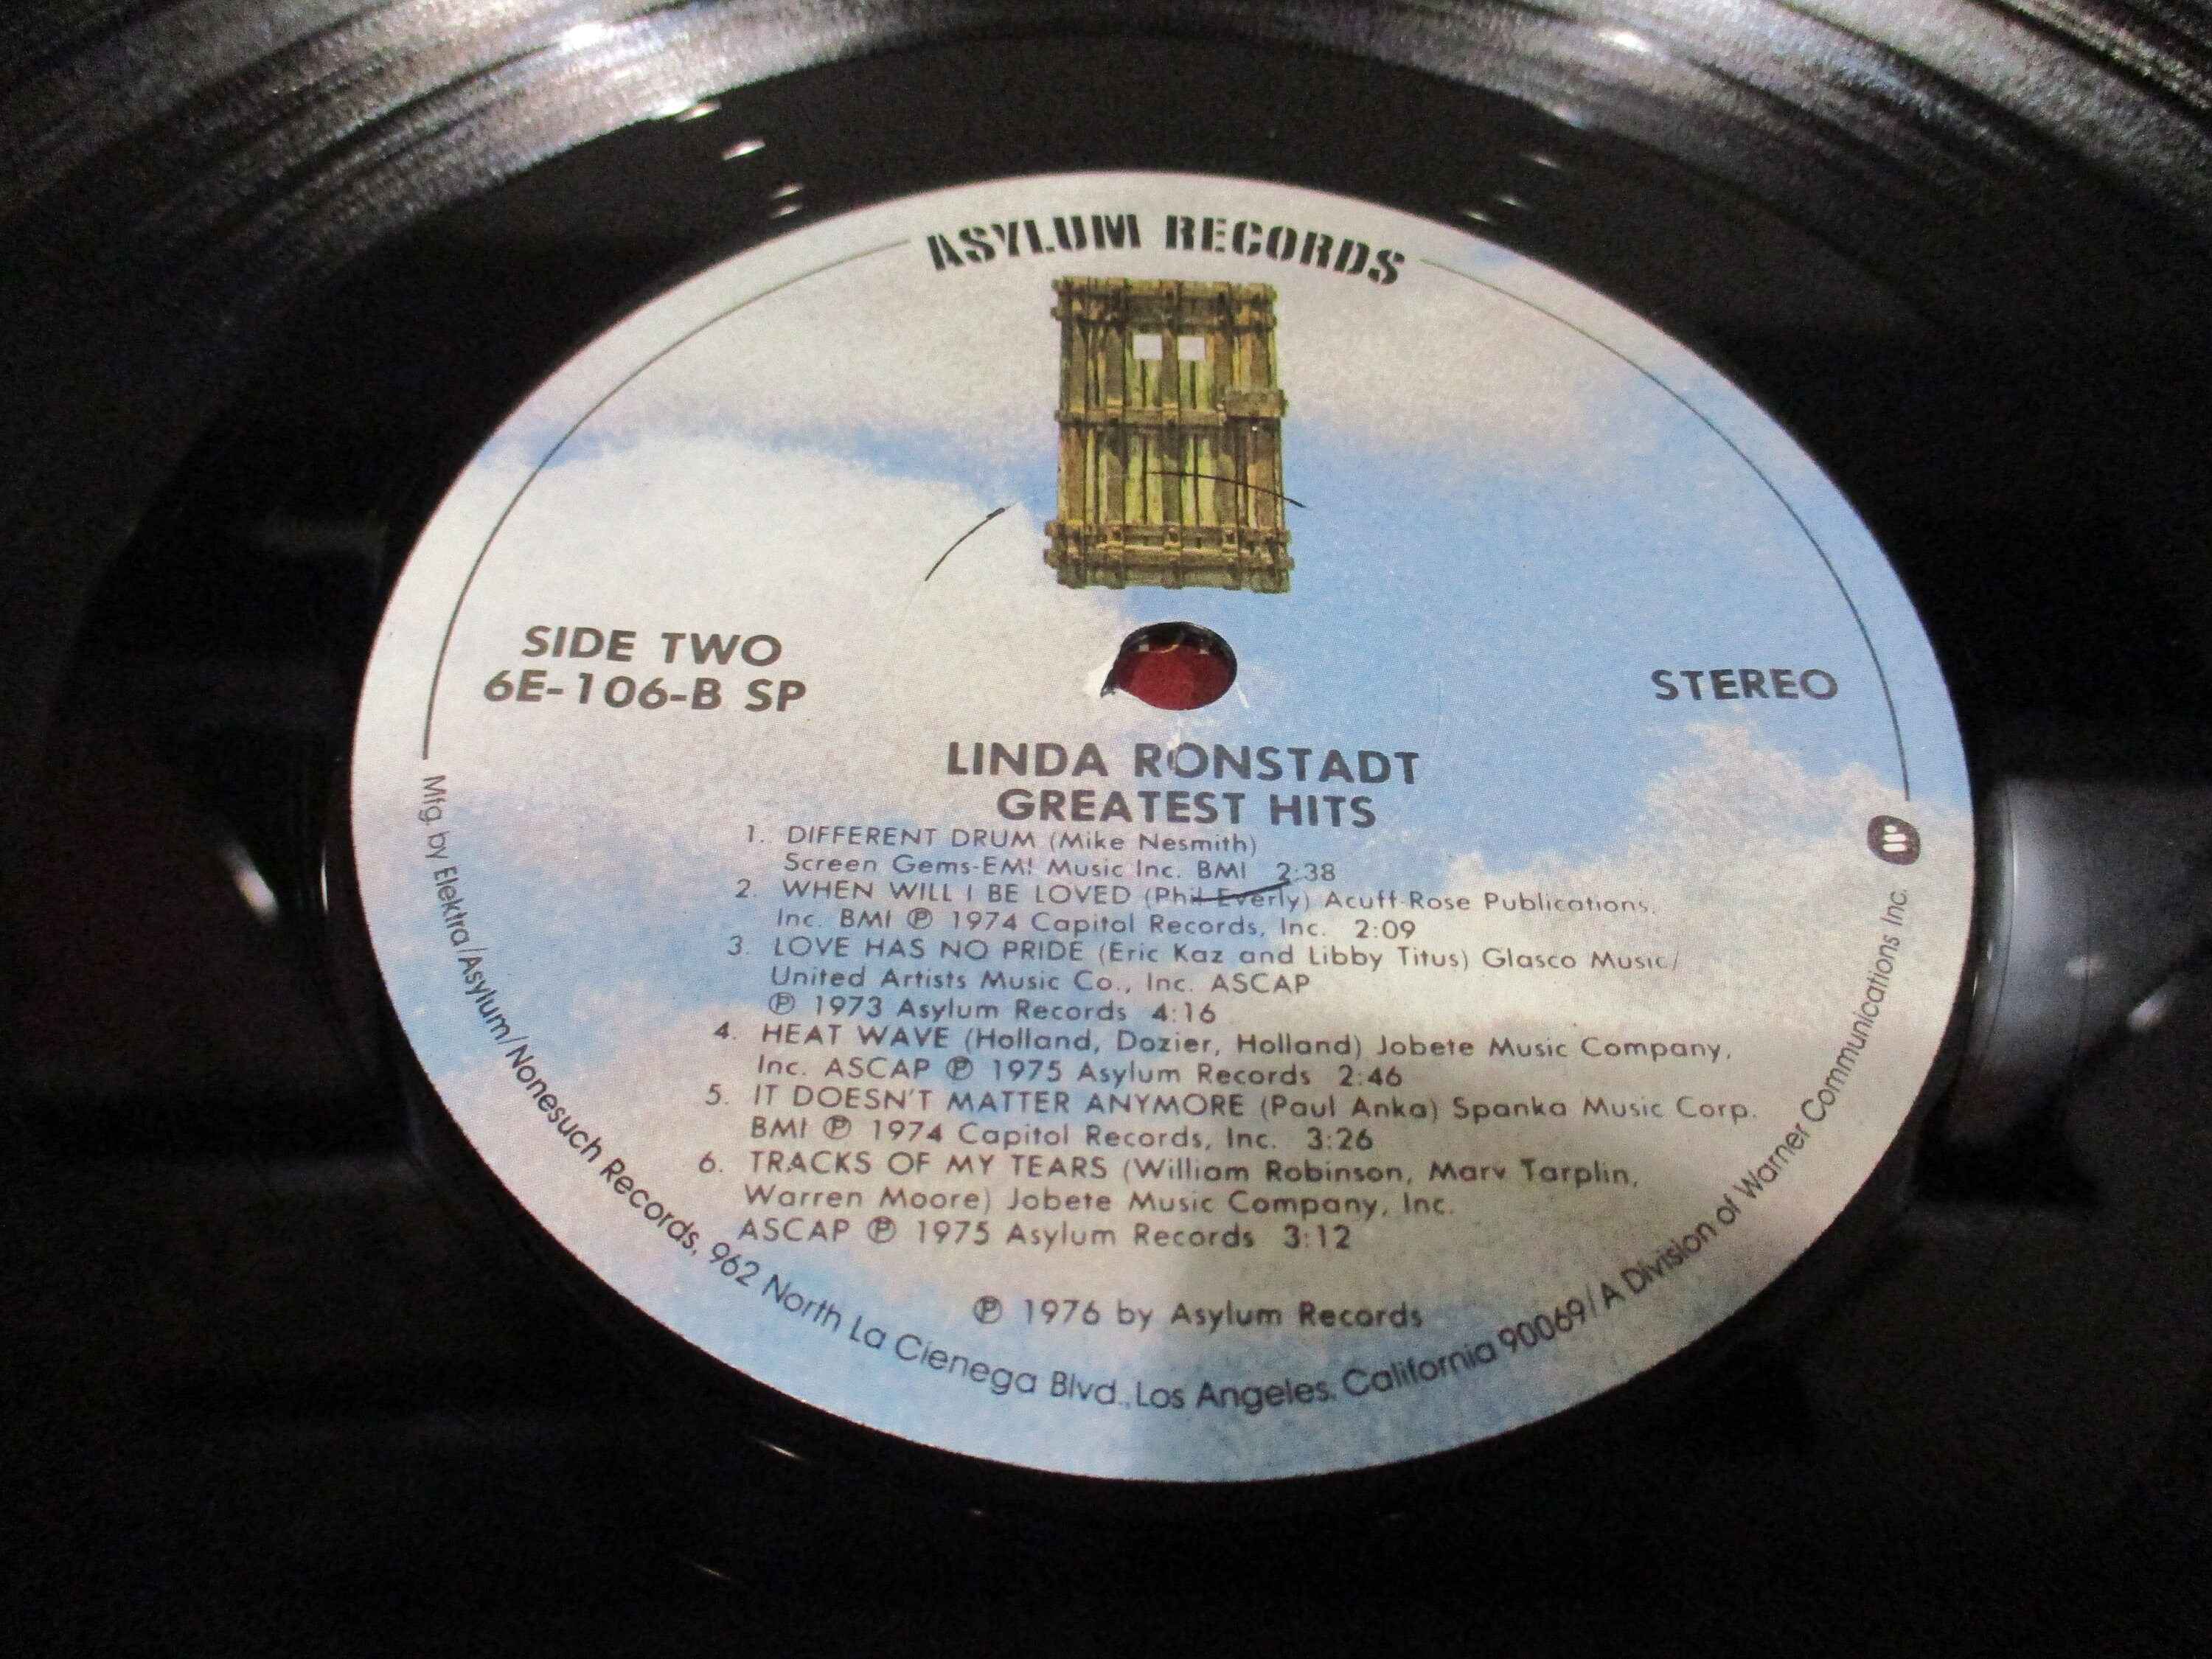 ASYLUM RECORDS
SIDE TWO
6E-106-B SP
STEREO
LINDA RONSTADT
GREATEST HITS
1. DIFFERENT DRUM (Mike Nesmith)
Screen Gems-EMI Music Inc. BMI 2:38
2. WHEN WILL I BE LOVED (Phil Everly) Acuff-Rose Publications,
Inc. BMI ℗ 1974 Capitol Records, Inc. 2:09
3. LOVE HAS NO PRIDE (Eric Kaz and Libby Titus) Glasco Music/
United Artists Music Co., Inc. ASCAP
℗ 1973 Asylum Records 4:16
4. HEAT WAVE (Holland, Dozier, Holland) Jobete Music Company,
Inc. ASCAP ℗ 1975 Asylum Records 2:46
5. IT DOESN'T MATTER ANYMORE (Paul Anka) Spanka Music Corp.
BMI ℗ 1974 Capitol Records, Inc. 3:26
6. TRACKS OF MY TEARS (William Robinson, Marv Tarplin,
Warren Moore) Jobete Music Company, Inc.
ASCAP ℗ 1975 Asylum Records 3:12
℗ 1976 by Asylum Records
Mfg. by Elektra/Asylum/Nonesuch Records, 962 North La Cienega Blvd., Los Angeles, California 90069/A Division of Warner Communications Inc.